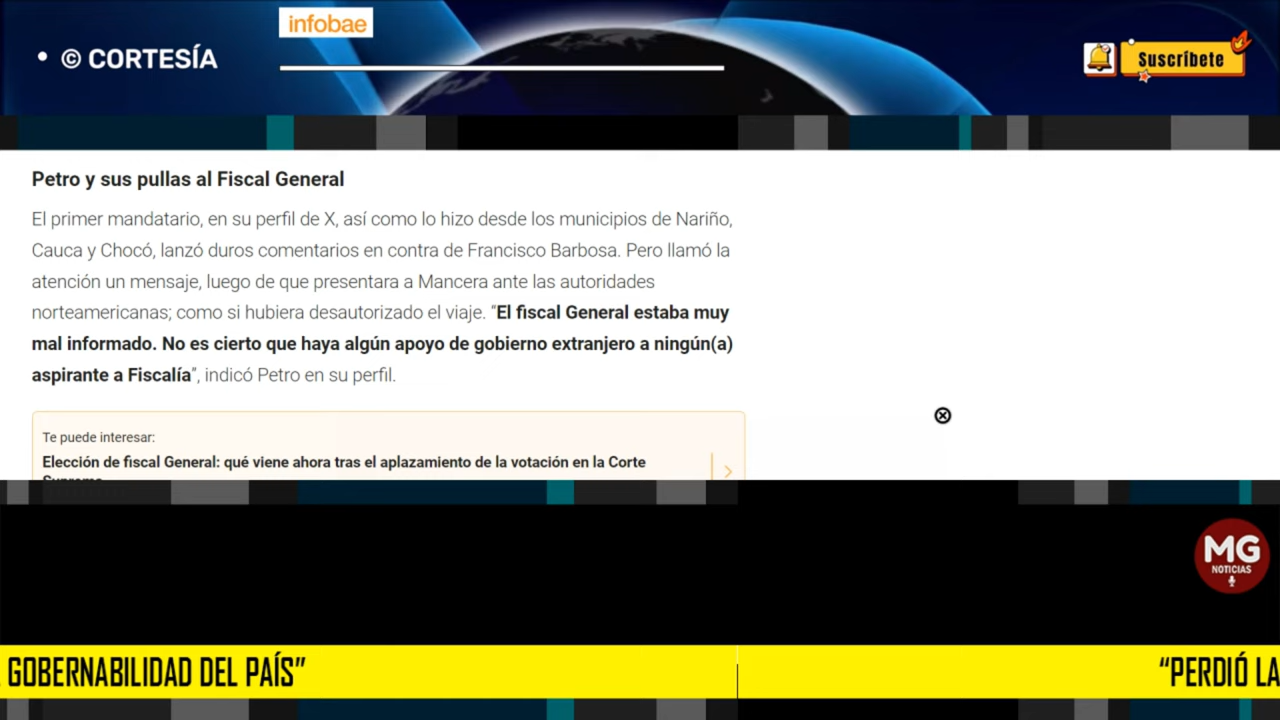 infobae
• © CORTESÍA
Suscríbete
Petro y sus pullas al Fiscal General
El primer mandatario, en su perfil de X, así como lo hizo desde los municipios de Nariño,
Cauca y Chocó, lanzó duros comentarios en contra de Francisco Barbosa. Pero llamó la
atención un mensaje, luego de que presentara a Mancera ante las autoridades
norteamericanas; como si hubiera desautorizado el viaje. “El fiscal General estaba muy
mal informado. No es cierto que haya algún apoyo de gobierno extranjero a ningún(a)
aspirante a Fiscalía”, indicó Petro en su perfil.
Te puede interesar:
Elección de fiscal General: qué viene ahora tras el aplazamiento de la votación en la Corte
Suprema
MG
NOTICIAS
GOBERNABILIDAD DEL PAÍS”
“PERDIÓ LA